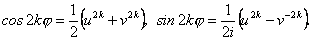 cos 2kφ = 1/2 (u^{2k} + v^{2k}), sin 2kφ = 1/2i (u^{2k} − v^{−2k}).